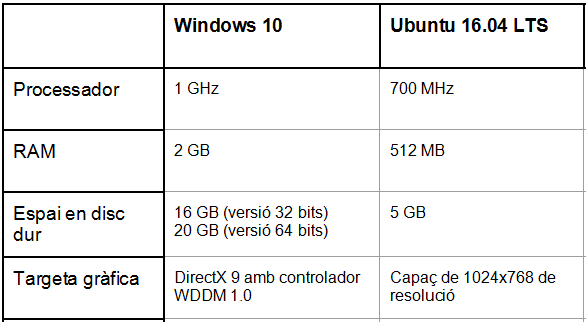 Windows 10 Ubuntu 16.04 LTS
Processador 1 GHz 700 MHz
RAM 2 GB 512 MB
Espai en disc dur 16 GB (versió 32 bits) 5 GB
20 GB (versió 64 bits)
Targeta gràfica DirectX 9 amb controlador Capaç de 1024x768 de
WDDM 1.0 resolució